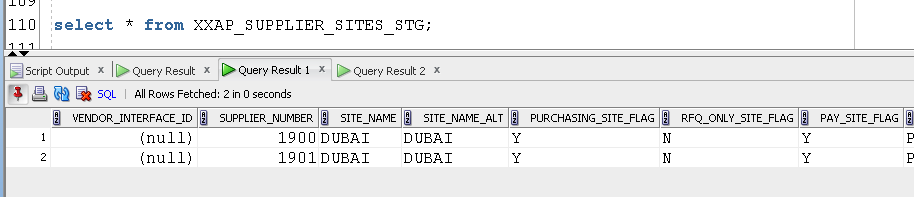 109
110 select * from XXAP_SUPPLIER_SITES_STG;
111
Script Output x Query Result x Query Result 1 x Query Result 2 x
SQL | All Rows Fetched: 2 in 0 seconds
VENDOR_INTERFACE_ID SUPPLIER_NUMBER SITE_NAME SITE_NAME_ALT PURCHASING_SITE_FLAG RFQ_ONLY_SITE_FLAG PAY_SITE_FLAG
1 (null) 1900 DUBAI DUBAI Y N Y P
2 (null) 1901 DUBAI DUBAI Y N Y P